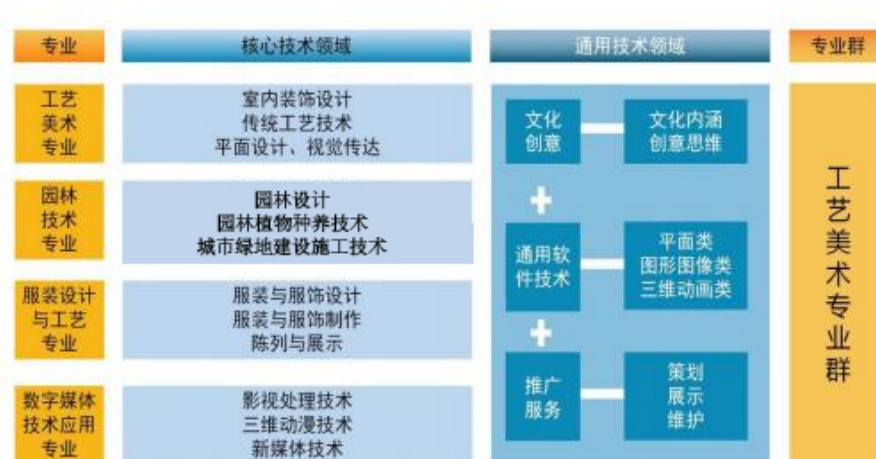 专业
核心技术领域
通用技术领域
专业群
工艺
美术
专业
室内装饰设计
传统工艺技术
平面设计、视觉传达
园林
技术
专业
园林设计
园林植物种养技术
城市绿地建设施工技术
服装设计
与工艺
专业
服装与服饰设计
服装与服饰制作
陈列与展示
数字媒体
技术应用
专业
影视处理技术
三维动漫技术
新媒体技术
文化
创意
文化内涵
创意思维
+
通用软
件技术
平面类
图形图像类
三维动画类
+
推广
服务
策划
展示
维护
工艺美术专业群